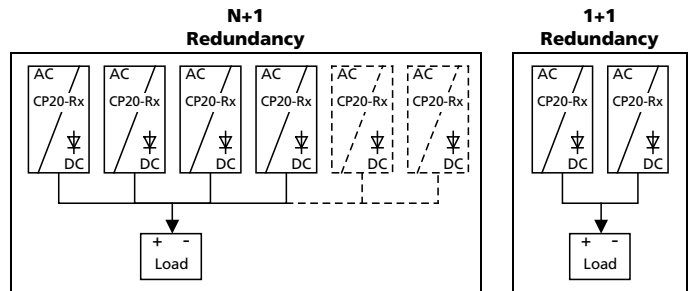 N+1
Redundancy
AC AC AC AC AC AC
CP20-Rx CP20-Rx CP20-Rx CP20-Rx CP20-Rx CP20-Rx
DC DC DC DC DC DC
+ -
Load
1+1
Redundancy
AC AC
CP20-Rx CP20-Rx
DC DC
+ -
Load